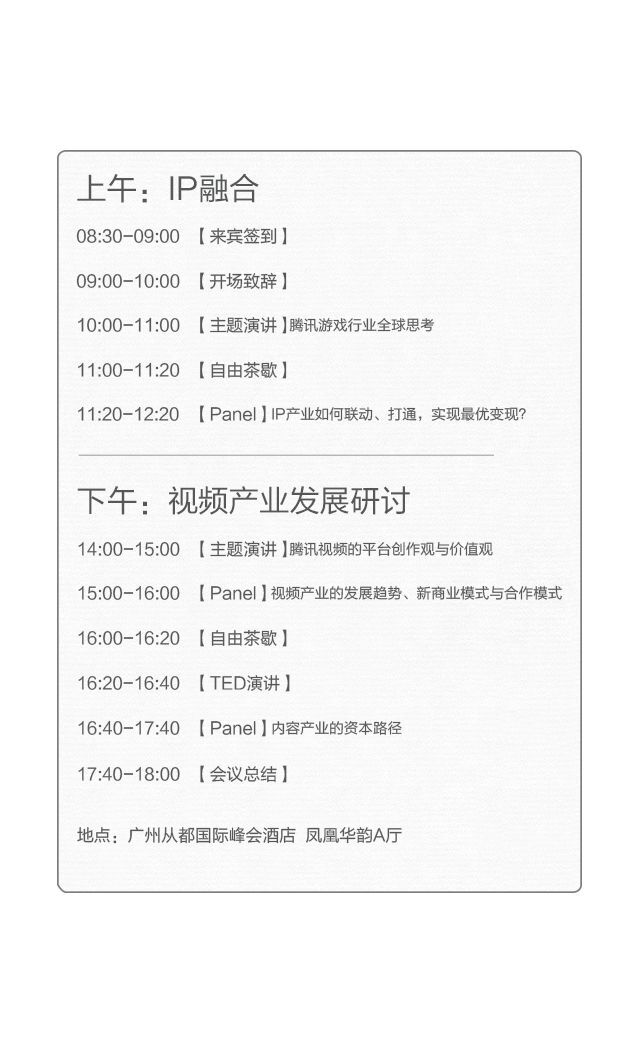 上午：IP融合
08:30-09:00 【 来宾签到 】
09:00-10:00 【 开场致辞 】
10:00-11:00 【 主题演讲 】腾讯游戏行业全球思考
11:00-11:20 【 自由茶歇 】
11:20-12:20 【 Panel 】IP产业如何联动、打通，实现最优变现？
下午：视频产业发展研讨
14:00-15:00 【 主题演讲 】腾讯视频的平台创作观与价值观
15:00-16:00 【 Panel 】视频产业的发展趋势、新商业模式与合作模式
16:00-16:20 【 自由茶歇 】
16:20-16:40 【 TED演讲 】
16:40-17:40 【 Panel 】内容产业的资本路径
17:40-18:00 【 会议总结 】
地点：广州从都国际峰会酒店 凤凰华韵A厅